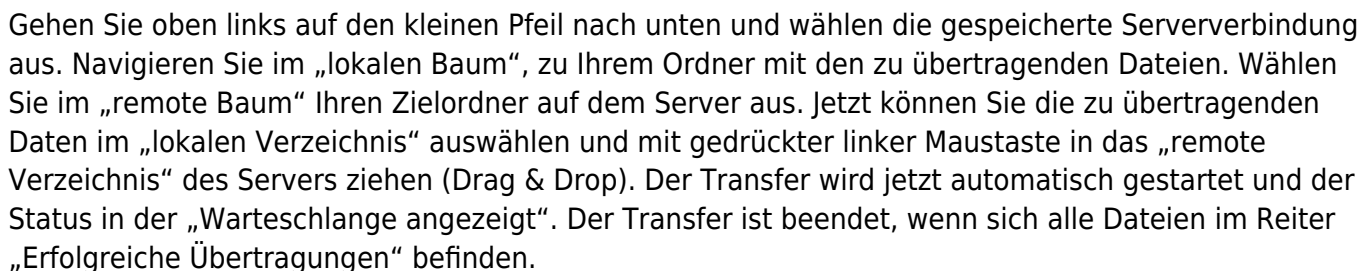 Gehen Sie oben links auf den kleinen Pfeil nach unten und wählen die gespeicherte Serververbindung
aus. Navigieren Sie im „lokalen Baum“, zu Ihrem Ordner mit den zu übertragenden Dateien. Wählen
Sie im „remote Baum“ Ihren Zielordner auf dem Server aus. Jetzt können Sie die zu übertragenden
Daten im „lokalen Verzeichnis“ auswählen und mit gedrückter linker Maustaste in das „remote
Verzeichnis“ des Servers ziehen (Drag & Drop). Der Transfer wird jetzt automatisch gestartet und der
Status in der „Warteschlange angezeigt“. Der Transfer ist beendet, wenn sich alle Dateien im Reiter
„Erfolgreiche Übertragungen“ befinden.